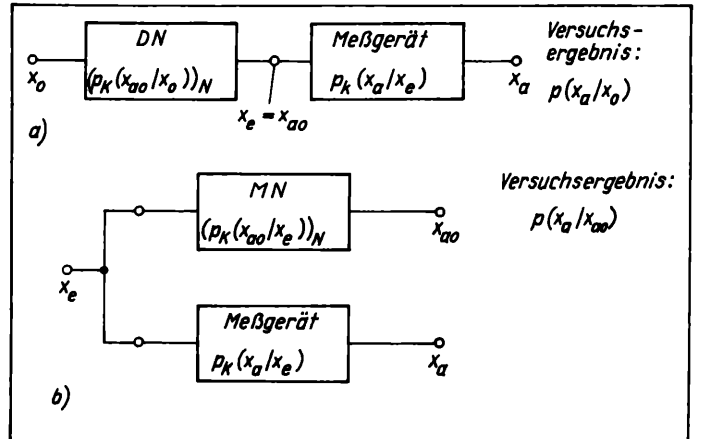 DN
(p_K(x_ao/x_o))_N
x_o
x_e = x_ao
Meßgerät
p_k(x_a/x_e)
x_a
Versuchs-
ergebnis:
p(x_a/x_o)
a)
MN
(p_K(x_ao/x_e))_N
x_ao
x_e
Meßgerät
p_K(x_a/x_e)
x_a
Versuchsergebnis:
p(x_a/x_ao)
b)